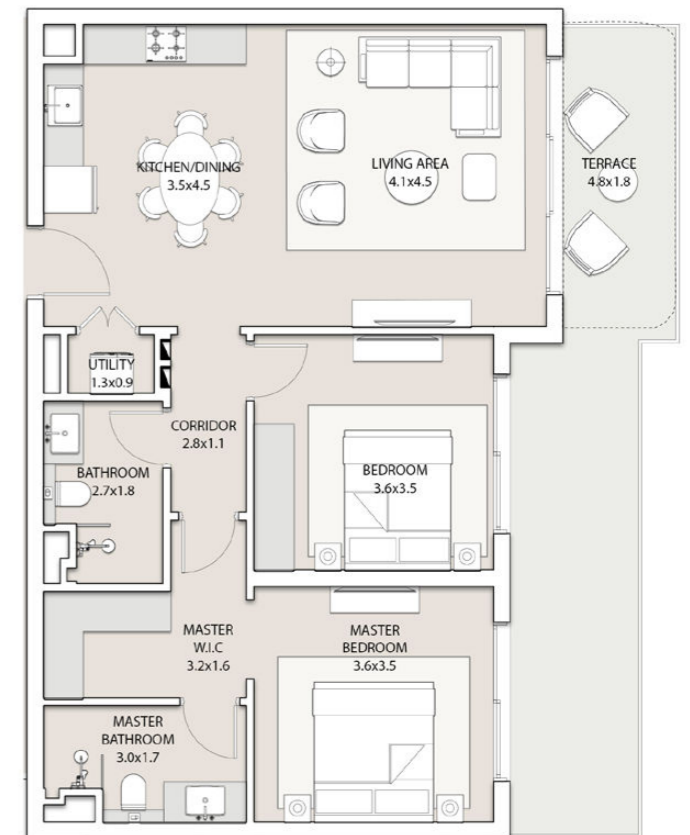 KITCHEN/DINING
3.5x4.5
LIVING AREA
4.1x4.5
TERRACE
4.8x1.8
UTILITY
1.3x0.9
CORRIDOR
2.8x1.1
BATHROOM
2.7x1.8
BEDROOM
3.6x3.5
MASTER
W.I.C
3.2x1.6
MASTER
BEDROOM
3.6x3.5
MASTER
BATHROOM
3.0x1.7